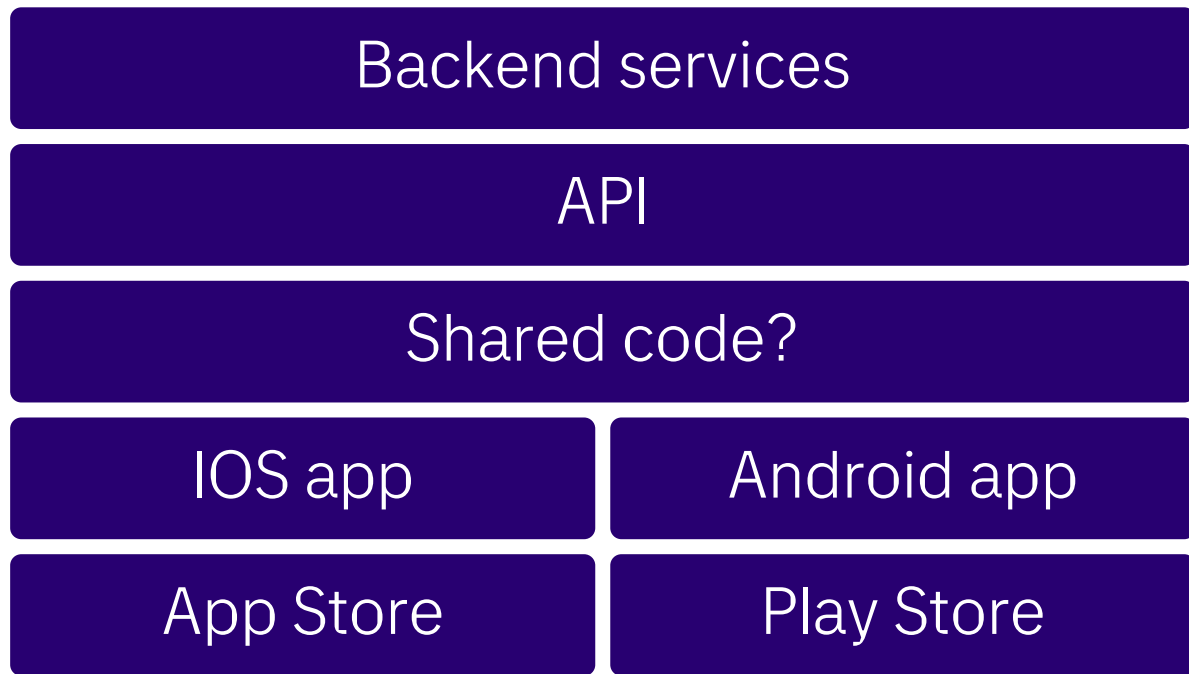 Backend services
API
Shared code?
IOS app
Android app
App Store
Play Store